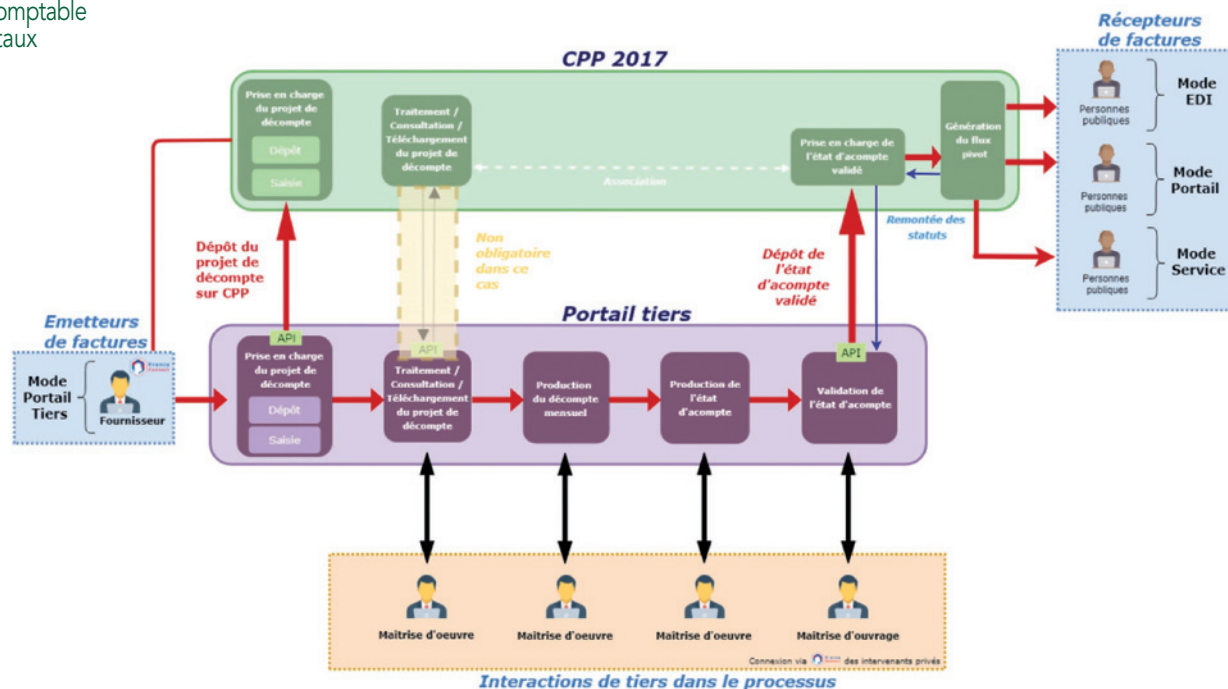 omptable
taux
CPP 2017
Récepteurs
de factures
Prise en charge
du projet de
décompte
Dépôt
Saisie
Traitement /
Consultation /
Téléchargement
du projet de
décompte
Association
Prise en charge de
l'état d'acompte
validé
Génération
du flux
pivot
Personnes
publiques
Mode
EDI
Personnes
publiques
Mode
Portail
Personnes
publiques
Mode
Service
Remontée des
statuts
Dépôt du
projet de
décompte
sur CPP
Non
obligatoire
dans ce
cas
Dépôt de
l'état
d'acompte
validé
Portail tiers
Emetteurs
de factures
Mode
Portail
Tiers
Fournisseur
API
Prise en charge
du projet de
décompte
Dépôt
Saisie
API
Traitement /
Consultation /
Téléchargement
du projet de
décompte
Production
du décompte
mensuel
Production de
l'état
d'acompte
API
Validation de
l'état d'acompte
Maîtrise d'oeuvre
Maîtrise d'oeuvre
Maîtrise d'oeuvre
Maîtrise d'ouvrage
Connexion via des intervenants privés
Interactions de tiers dans le processus